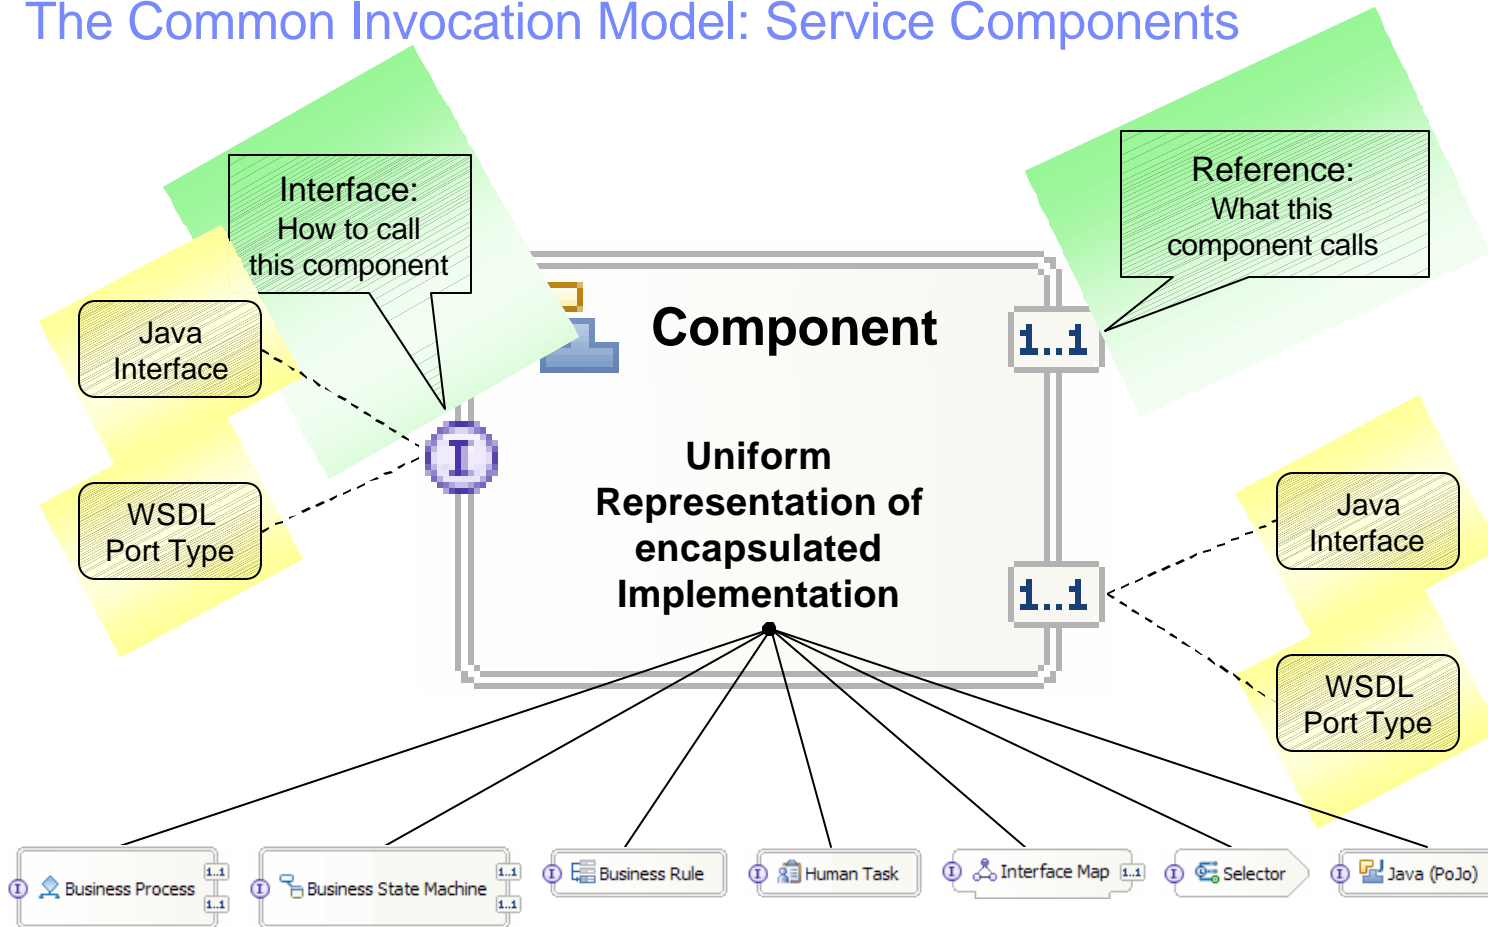 The Common Invocation Model: Service Components
Interface:
How to call
this component
Reference:
What this
component calls
Java
Interface
Component
1..1
I
Uniform
Representation of
encapsulated
Implementation
WSDL
Port Type
1..1
Java
Interface
WSDL
Port Type
I
Business Process
1..1
1..1
I
Business State Machine
1..1
1..1
I
Business Rule
I
Human Task
I
Interface Map
1..1
I
Selector
I
Java (PoJo)